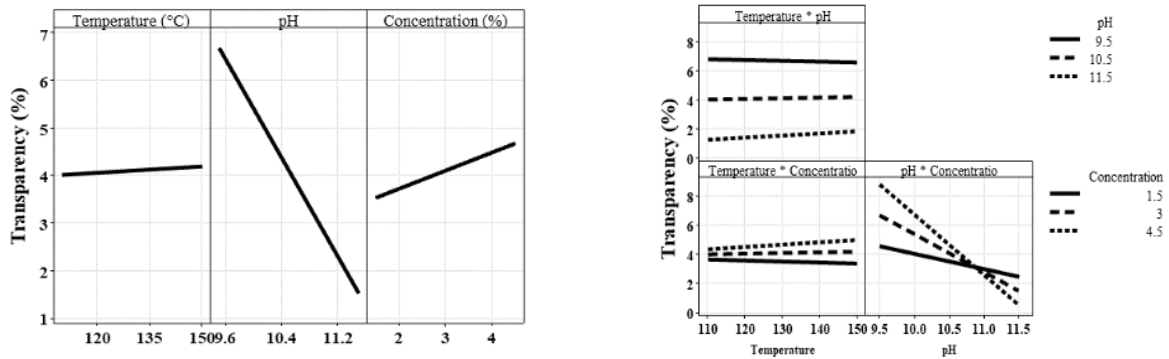 Temperature (°C) pH Concentration (%)
Transparency (%)
7
6
5
4
3
2
1
120 135 150 9.6 10.4 11.2 2 3 4
Temperature * pH
Transparency (%)
8
6
4
2
0
Temperature * Concentratio pH * Concentratio
8
6
4
2
0
110 120 130 140 150 9.5 10.0 10.5 11.0 11.5
Temperature pH
pH
9.5
10.5
11.5
Concentration
1.5
3
4.5